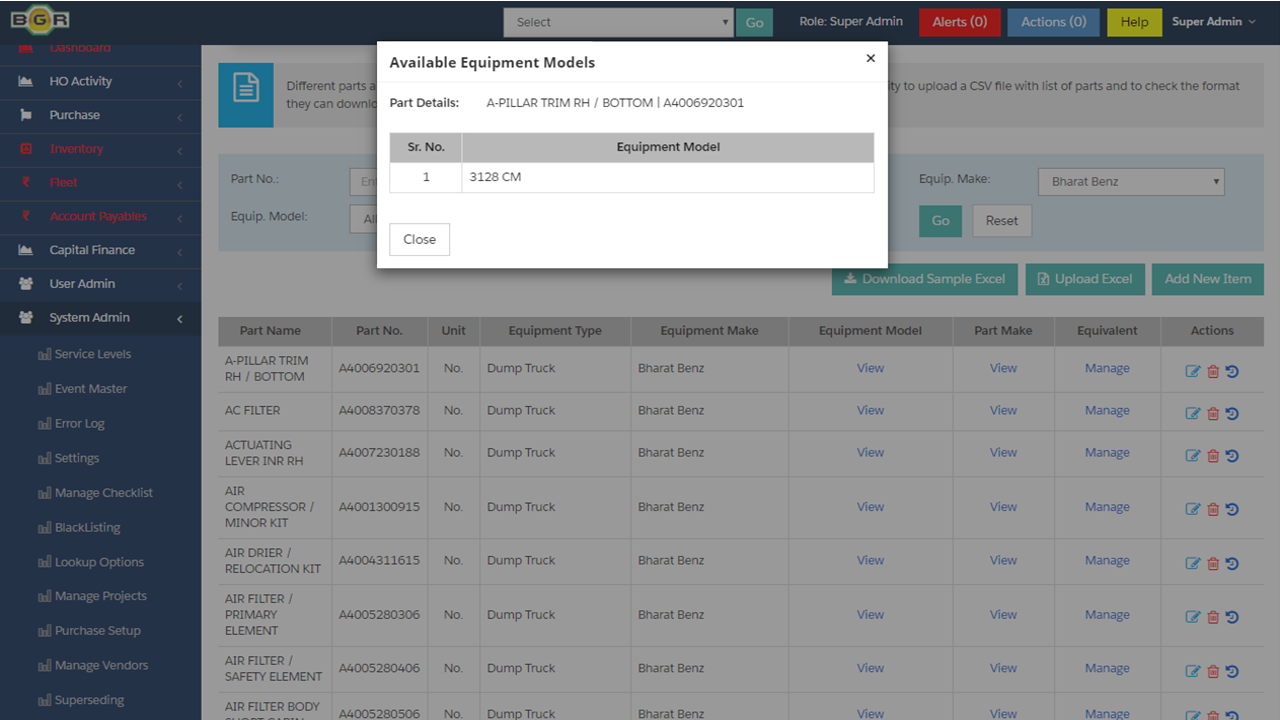 BGR
Select
Go
Role: Super Admin
Alerts (0)
Actions (0)
Help
Super Admin
Dashboard
HO Activity
Purchase
Inventory
Fleet
Account Payables
Capital Finance
User Admin
System Admin
Service Levels
Event Master
Error Log
Settings
Manage Checklist
BlackListing
Lookup Options
Manage Projects
Purchase Setup
Manage Vendors
Superseding
Different parts a
ity to upload a CSV file with list of parts and to check the format
they can downlo
Available Equipment Models ×
Part Details: A-PILLAR TRIM RH / BOTTOM | A4006920301
Sr. No. Equipment Model
1 3128 CM
Close
Part No.:
Equip. Make: Bharat Benz
Equip. Model:
Go Reset
Download Sample Excel Upload Excel Add New Item
Part Name Part No. Unit Equipment Type Equipment Make Equipment Model Part Make Equivalent Actions
A-PILLAR TRIM
RH / BOTTOM A4006920301 No. Dump Truck Bharat Benz View View Manage
AC FILTER A4008370378 No. Dump Truck Bharat Benz View View Manage
ACTUATING
LEVER INR RH A4007230188 No. Dump Truck Bharat Benz View View Manage
AIR
COMPRESSOR / A4001300915 No. Dump Truck Bharat Benz View View Manage
MINOR KIT
AIR DRIER /
RELOCATION KIT A4004311615 No. Dump Truck Bharat Benz View View Manage
AIR FILTER /
PRIMARY A4005280306 No. Dump Truck Bharat Benz View View Manage
ELEMENT
AIR FILTER /
SAFETY ELEMENT A4005280406 No. Dump Truck Bharat Benz View View Manage
AIR FILTER BODY
SHORT CABIN A4005280506 No. Dump Truck Bharat Benz View View Manage